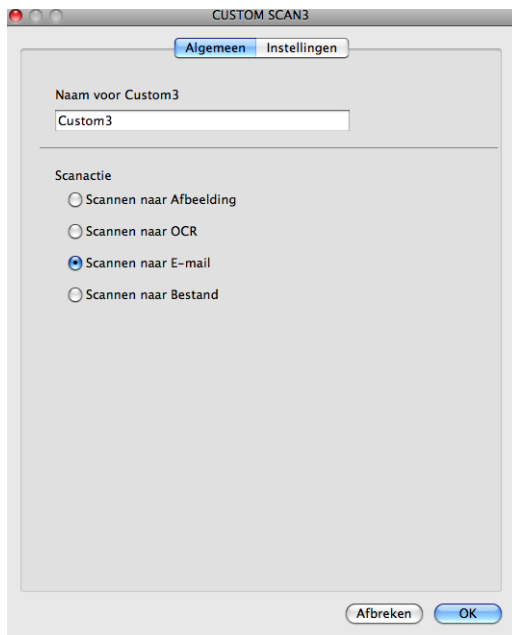 CUSTOM SCAN3
Algemeen Instellingen
Naam voor Custom3
Custom3
Scanactie
Scannen naar Afbeelding
Scannen naar OCR
Scannen naar E-mail
Scannen naar Bestand
Afbreken OK